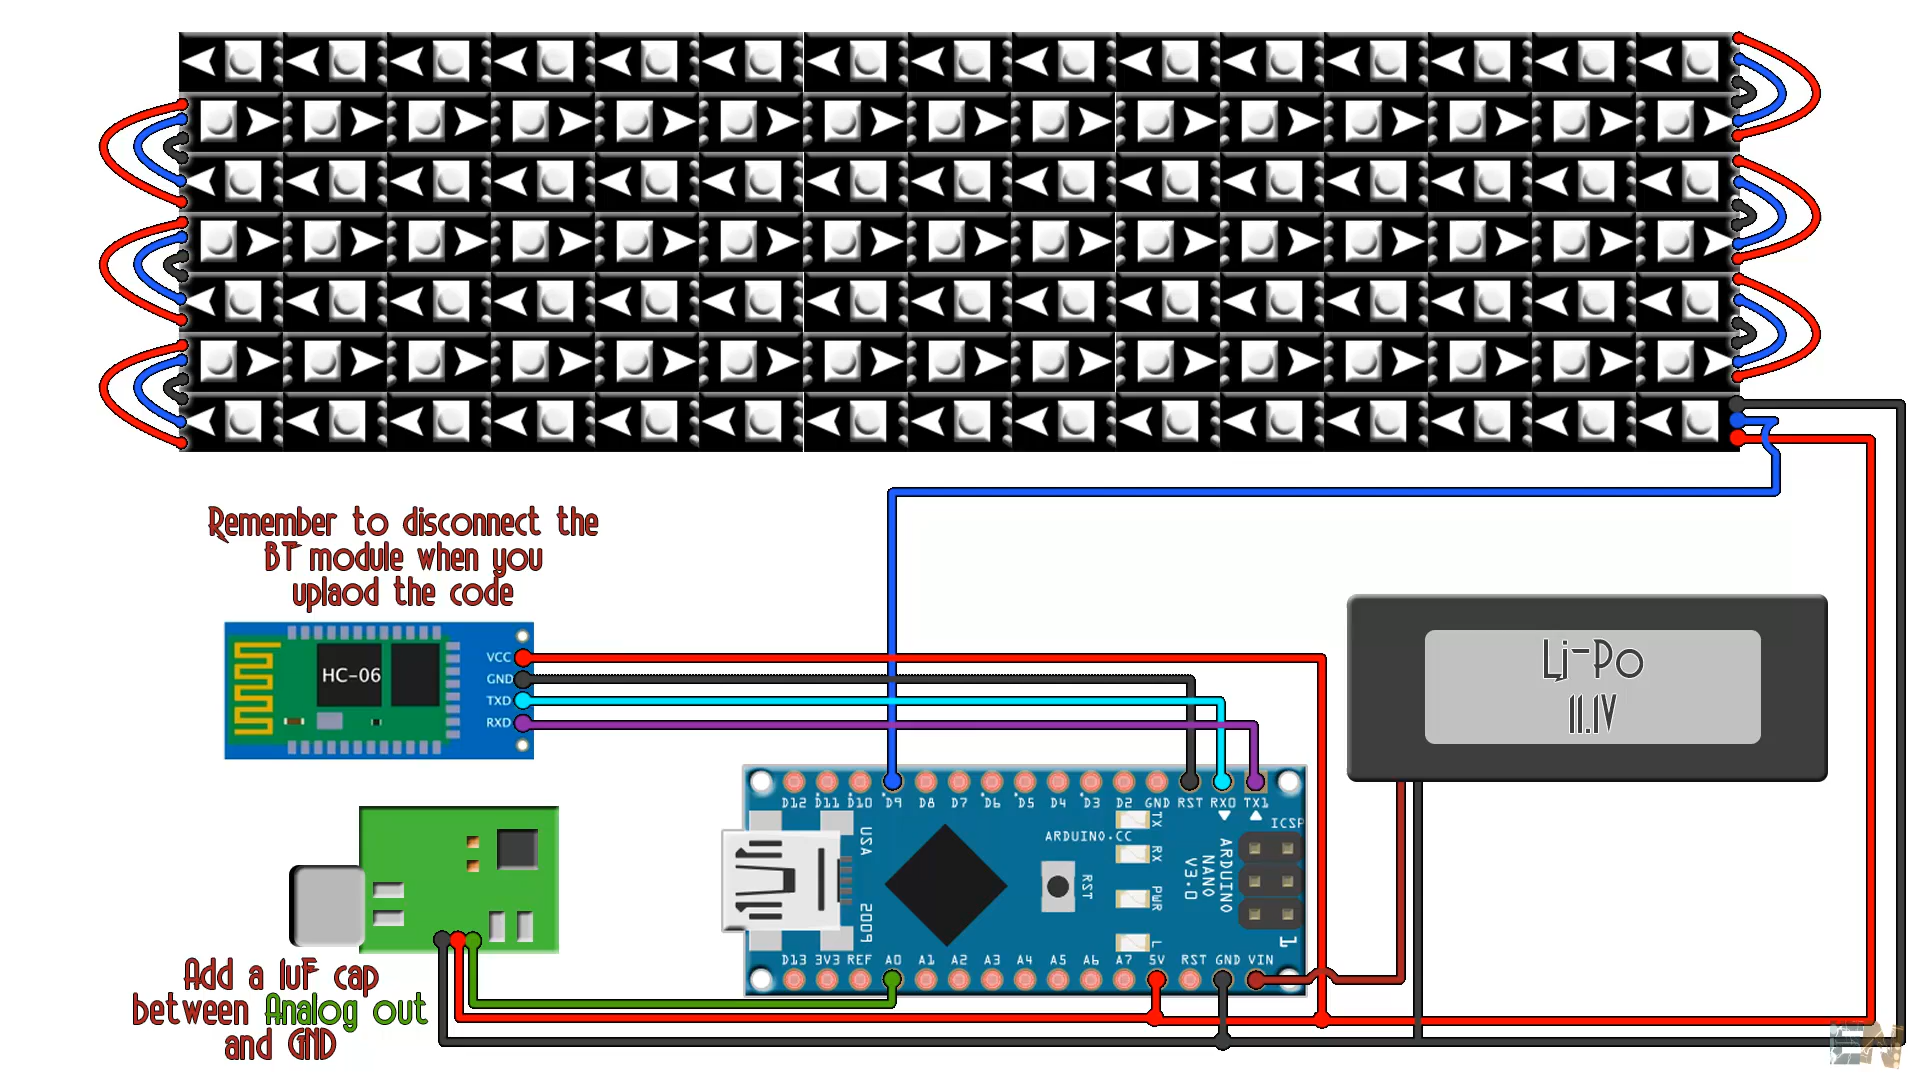 Remember to disconnect the
BT module when you
uplaod the code
HC-06
VCC
GND
TXD
RXD
Li-Po
11.1V
D12 D11 D10 D9 D8 D7 D6 D5 D4 D3 D2 GND RST RX0 TX1
TX
RX
PWR
L
ARDUINO.CC
ICSP
USA
2009
RST
ARDUINO
NANO
V3.0
1
D13 3V3 REF A0 A1 A2 A3 A4 A5 A6 A7 5V RST GND VIN
Add a 1uF cap
between Analog out
and GND
EN